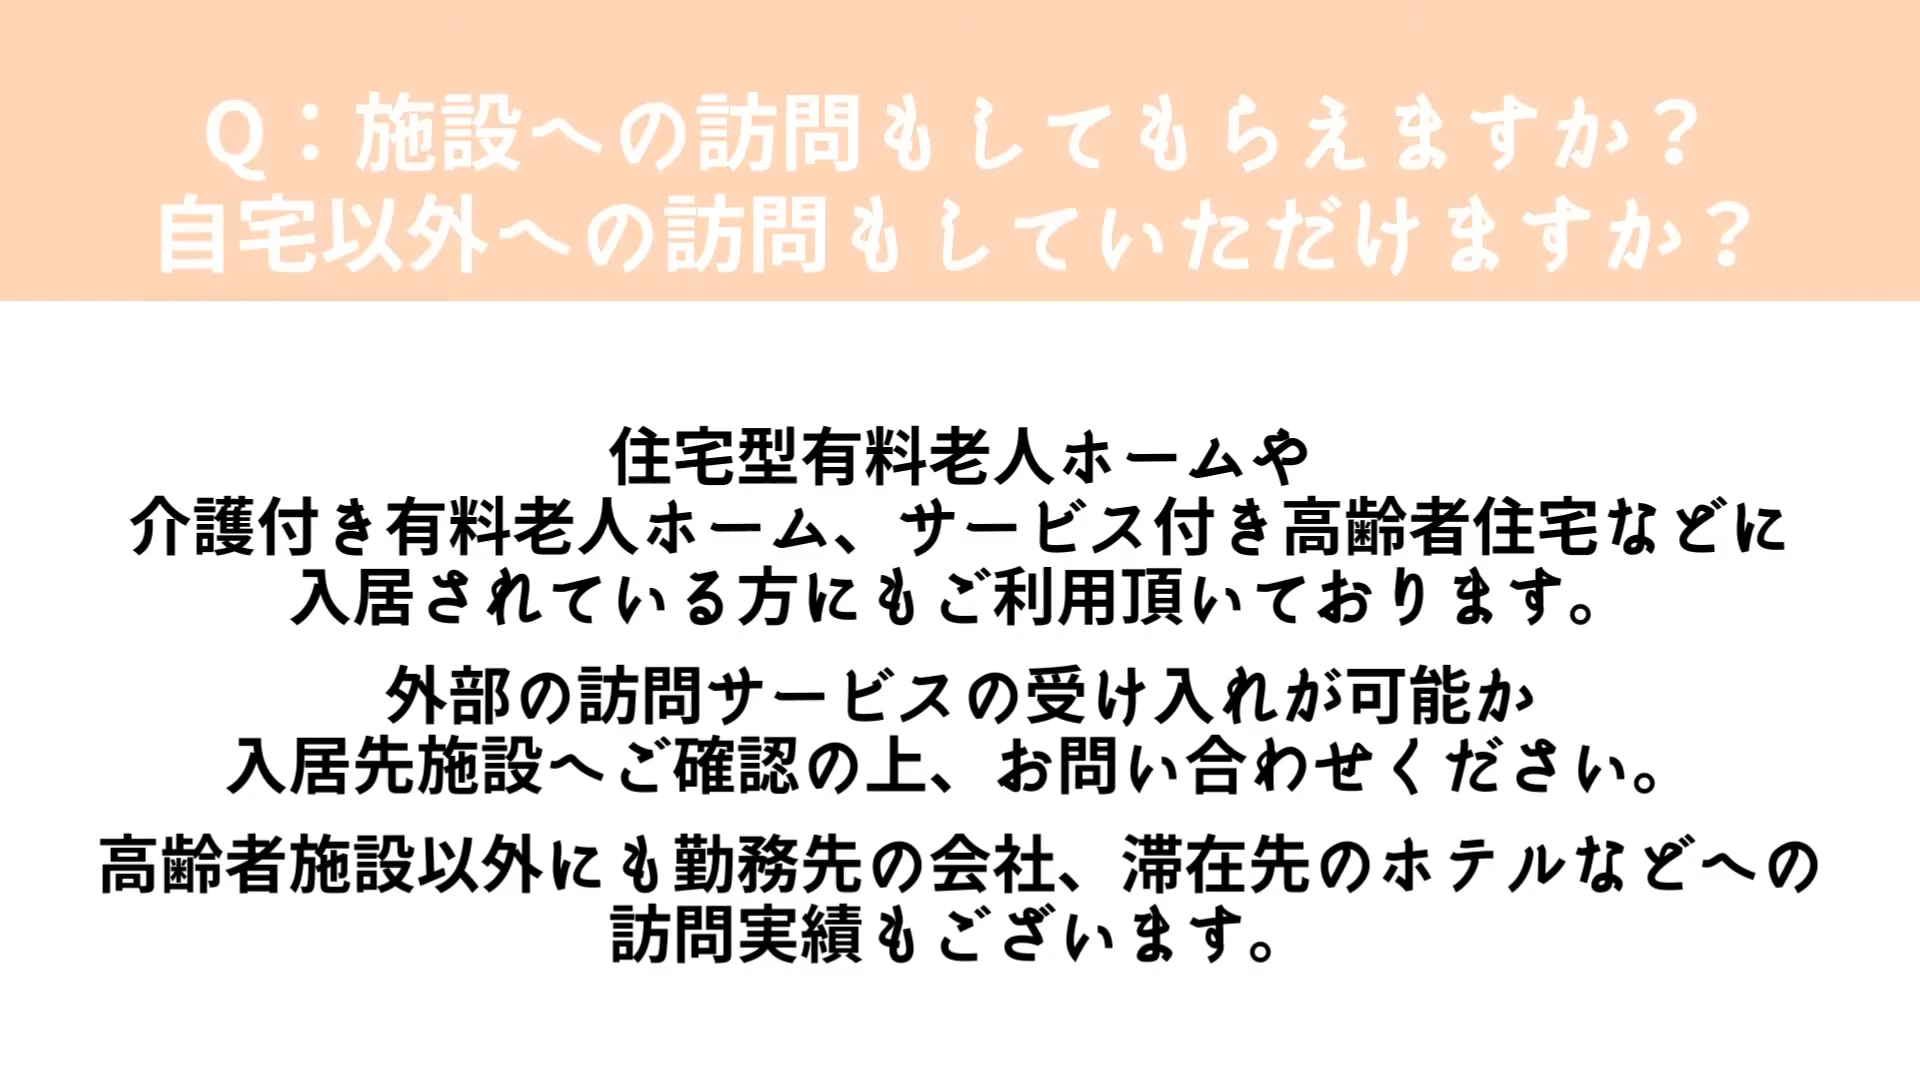 Q：施設への訪問もしてもらえますか？
自宅以外への訪問もしていただけますか？
住宅型有料老人ホームや
介護付き有料老人ホーム、サービス付き高齢者住宅などに
入居されている方にもご利用頂いております。
外部の訪問サービスの受け入れが可能か
入居先施設へご確認の上、お問い合わせください。
高齢者施設以外にも勤務先の会社、滞在先のホテルなどへの
訪問実績もございます。